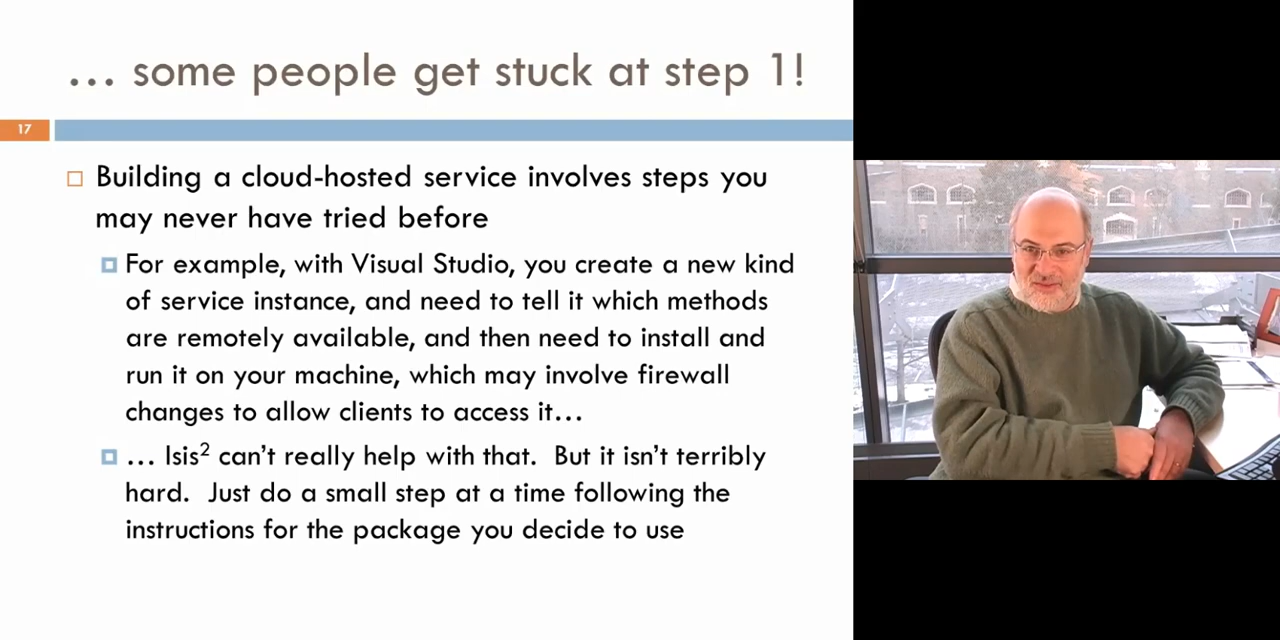 ... some people get stuck at step 1!
17
Building a cloud-hosted service involves steps you
may never have tried before
For example, with Visual Studio, you create a new kind
of service instance, and need to tell it which methods
are remotely available, and then need to install and
run it on your machine, which may involve firewall
changes to allow clients to access it...
... Isis² can't really help with that.  But it isn't terribly
hard.  Just do a small step at a time following the
instructions for the package you decide to use